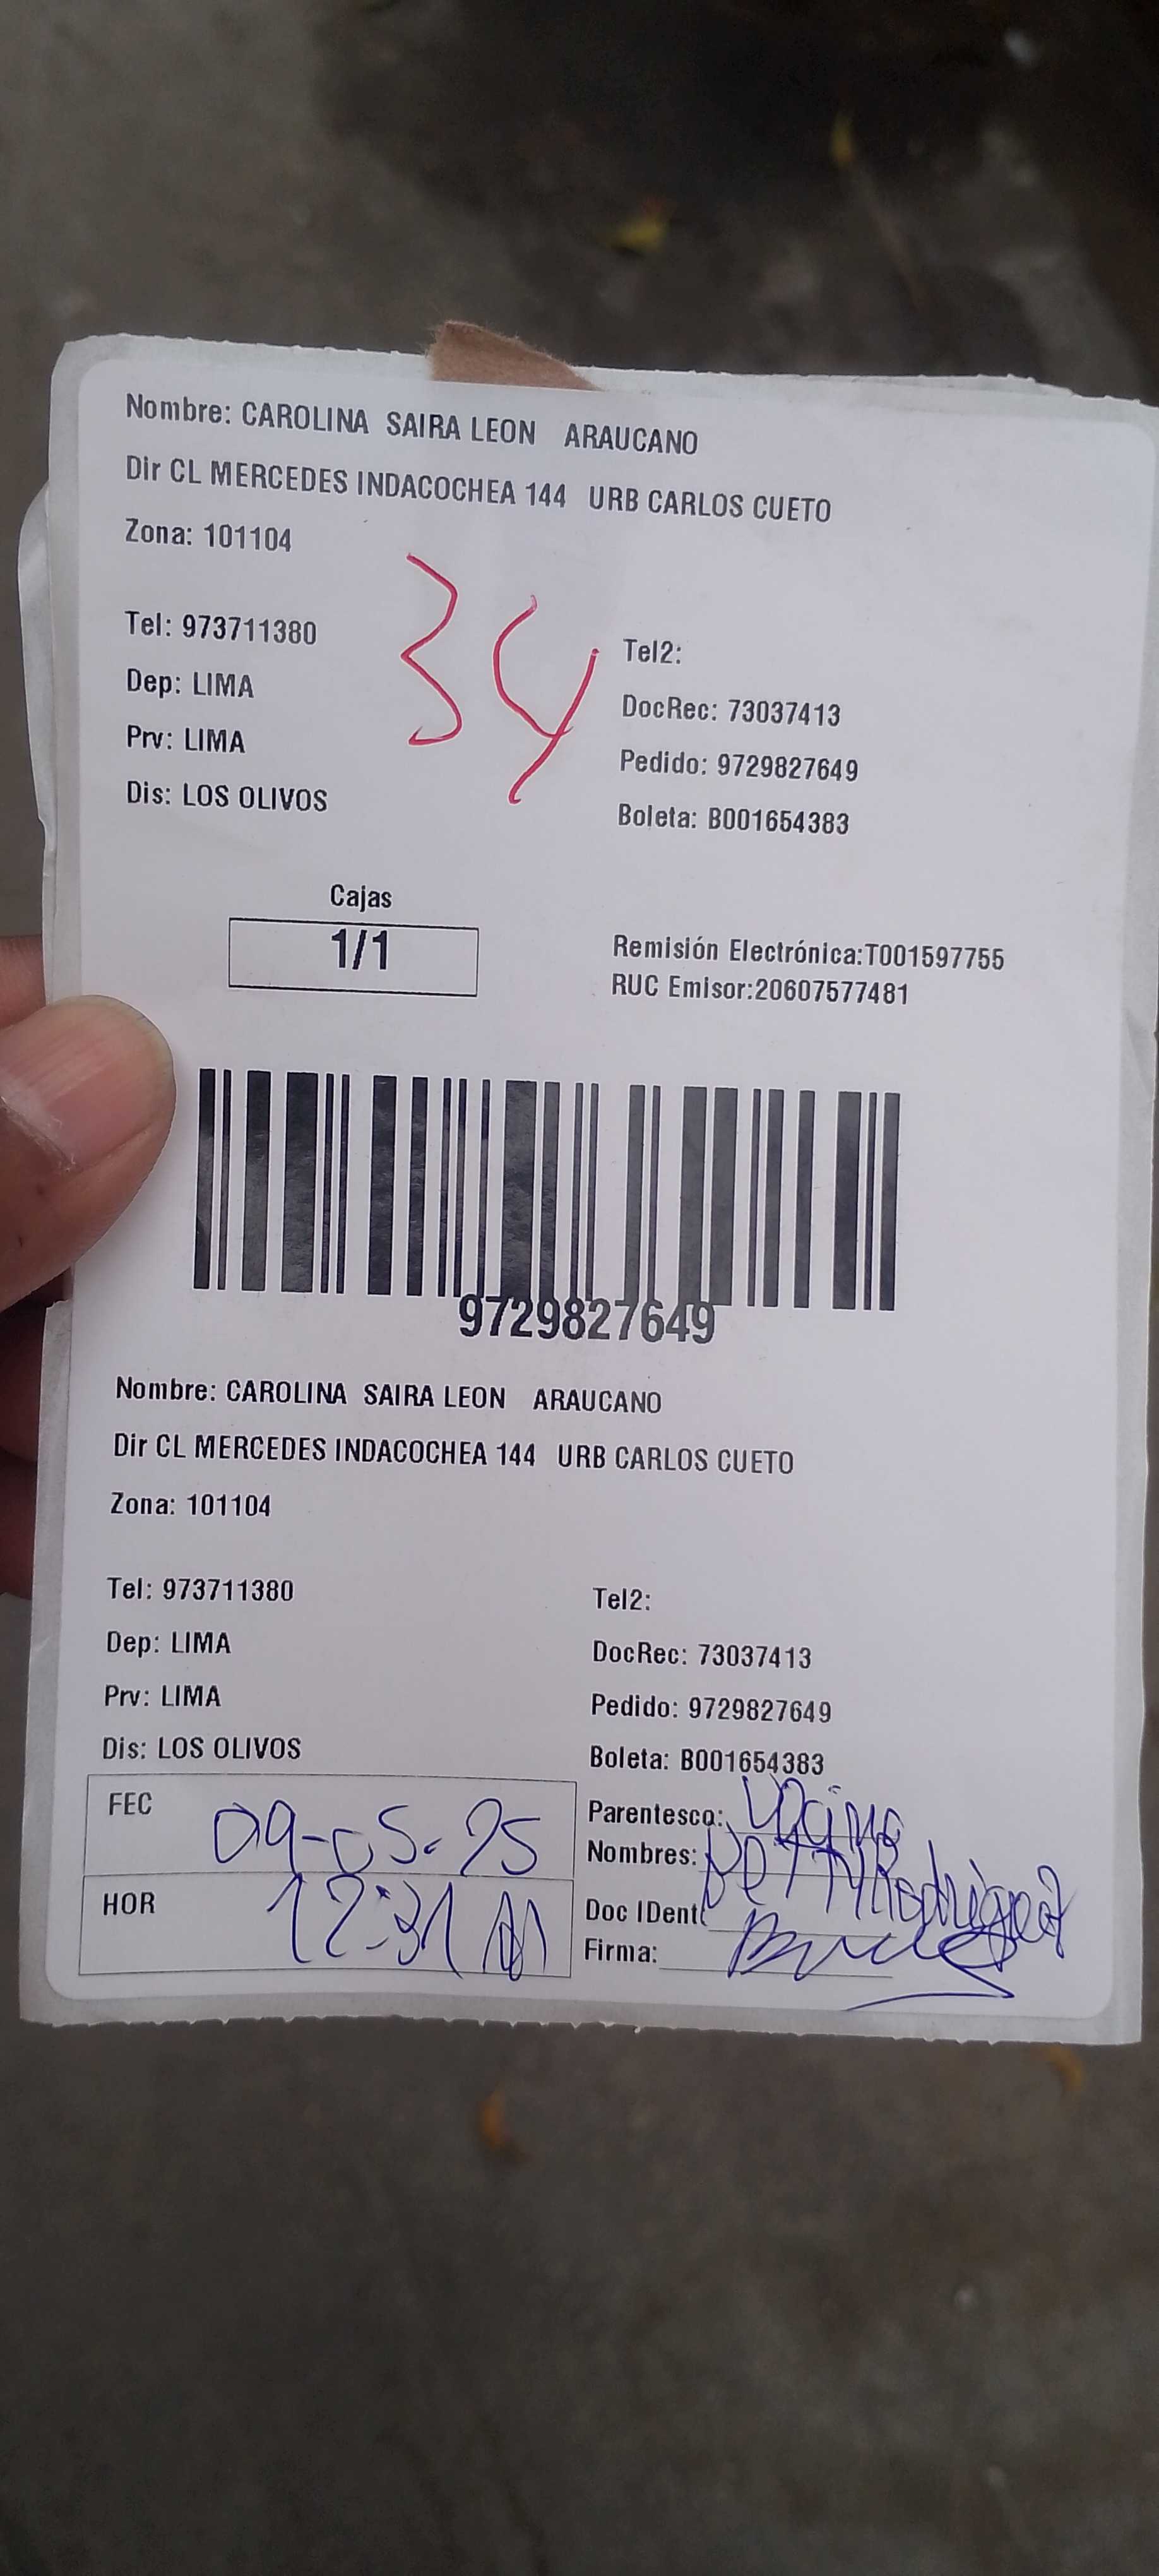 Nombre: CAROLINA SAIRA LEON ARAUCANO
Dir CL MERCEDES INDACOCHEA 144 URB CARLOS CUETO
Zona: 101104
34
Tel: 973711380 Tel2:
Dep: LIMA DocRec: 73037413
Prv: LIMA Pedido: 9729827649
Dis: LOS OLIVOS Boleta: B001654383
Cajas
1/1
Remisión Electrónica:T001597755
RUC Emisor:20607577481
9729827649
Nombre: CAROLINA SAIRA LEON ARAUCANO
Dir CL MERCEDES INDACOCHEA 144 URB CARLOS CUETO
Zona: 101104
Tel: 973711380 Tel2:
Dep: LIMA DocRec: 73037413
Prv: LIMA Pedido: 9729827649
Dis: LOS OLIVOS Boleta: B001654383
FEC 09-05-25
HOR 12:31
Parentesco:
Nombres: Rodriguez
Doc IDent:
Firma: